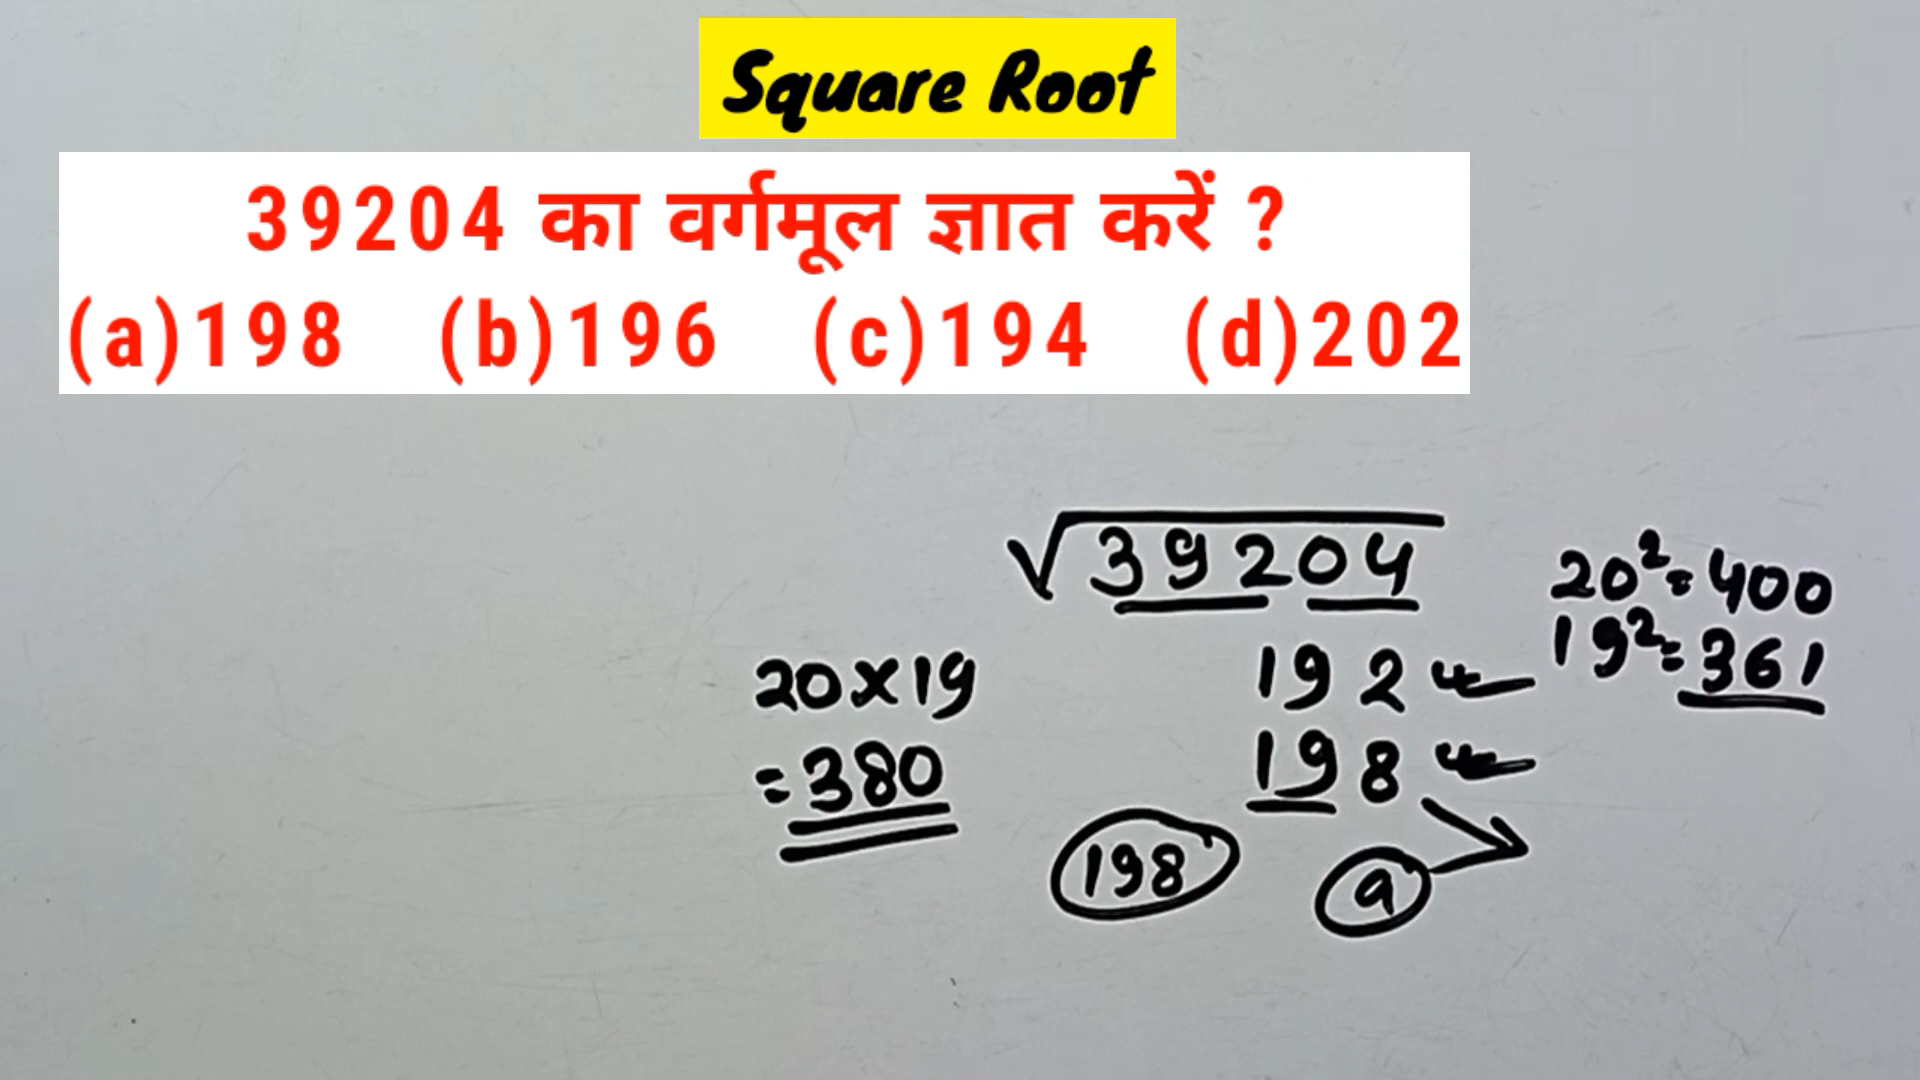 Square Root
39204 का वर्गमूल ज्ञात करें ?
(a)198 (b)196 (c)194 (d)202
√39204
20²=400
19²=361
20×19
=380
192
198
198
a